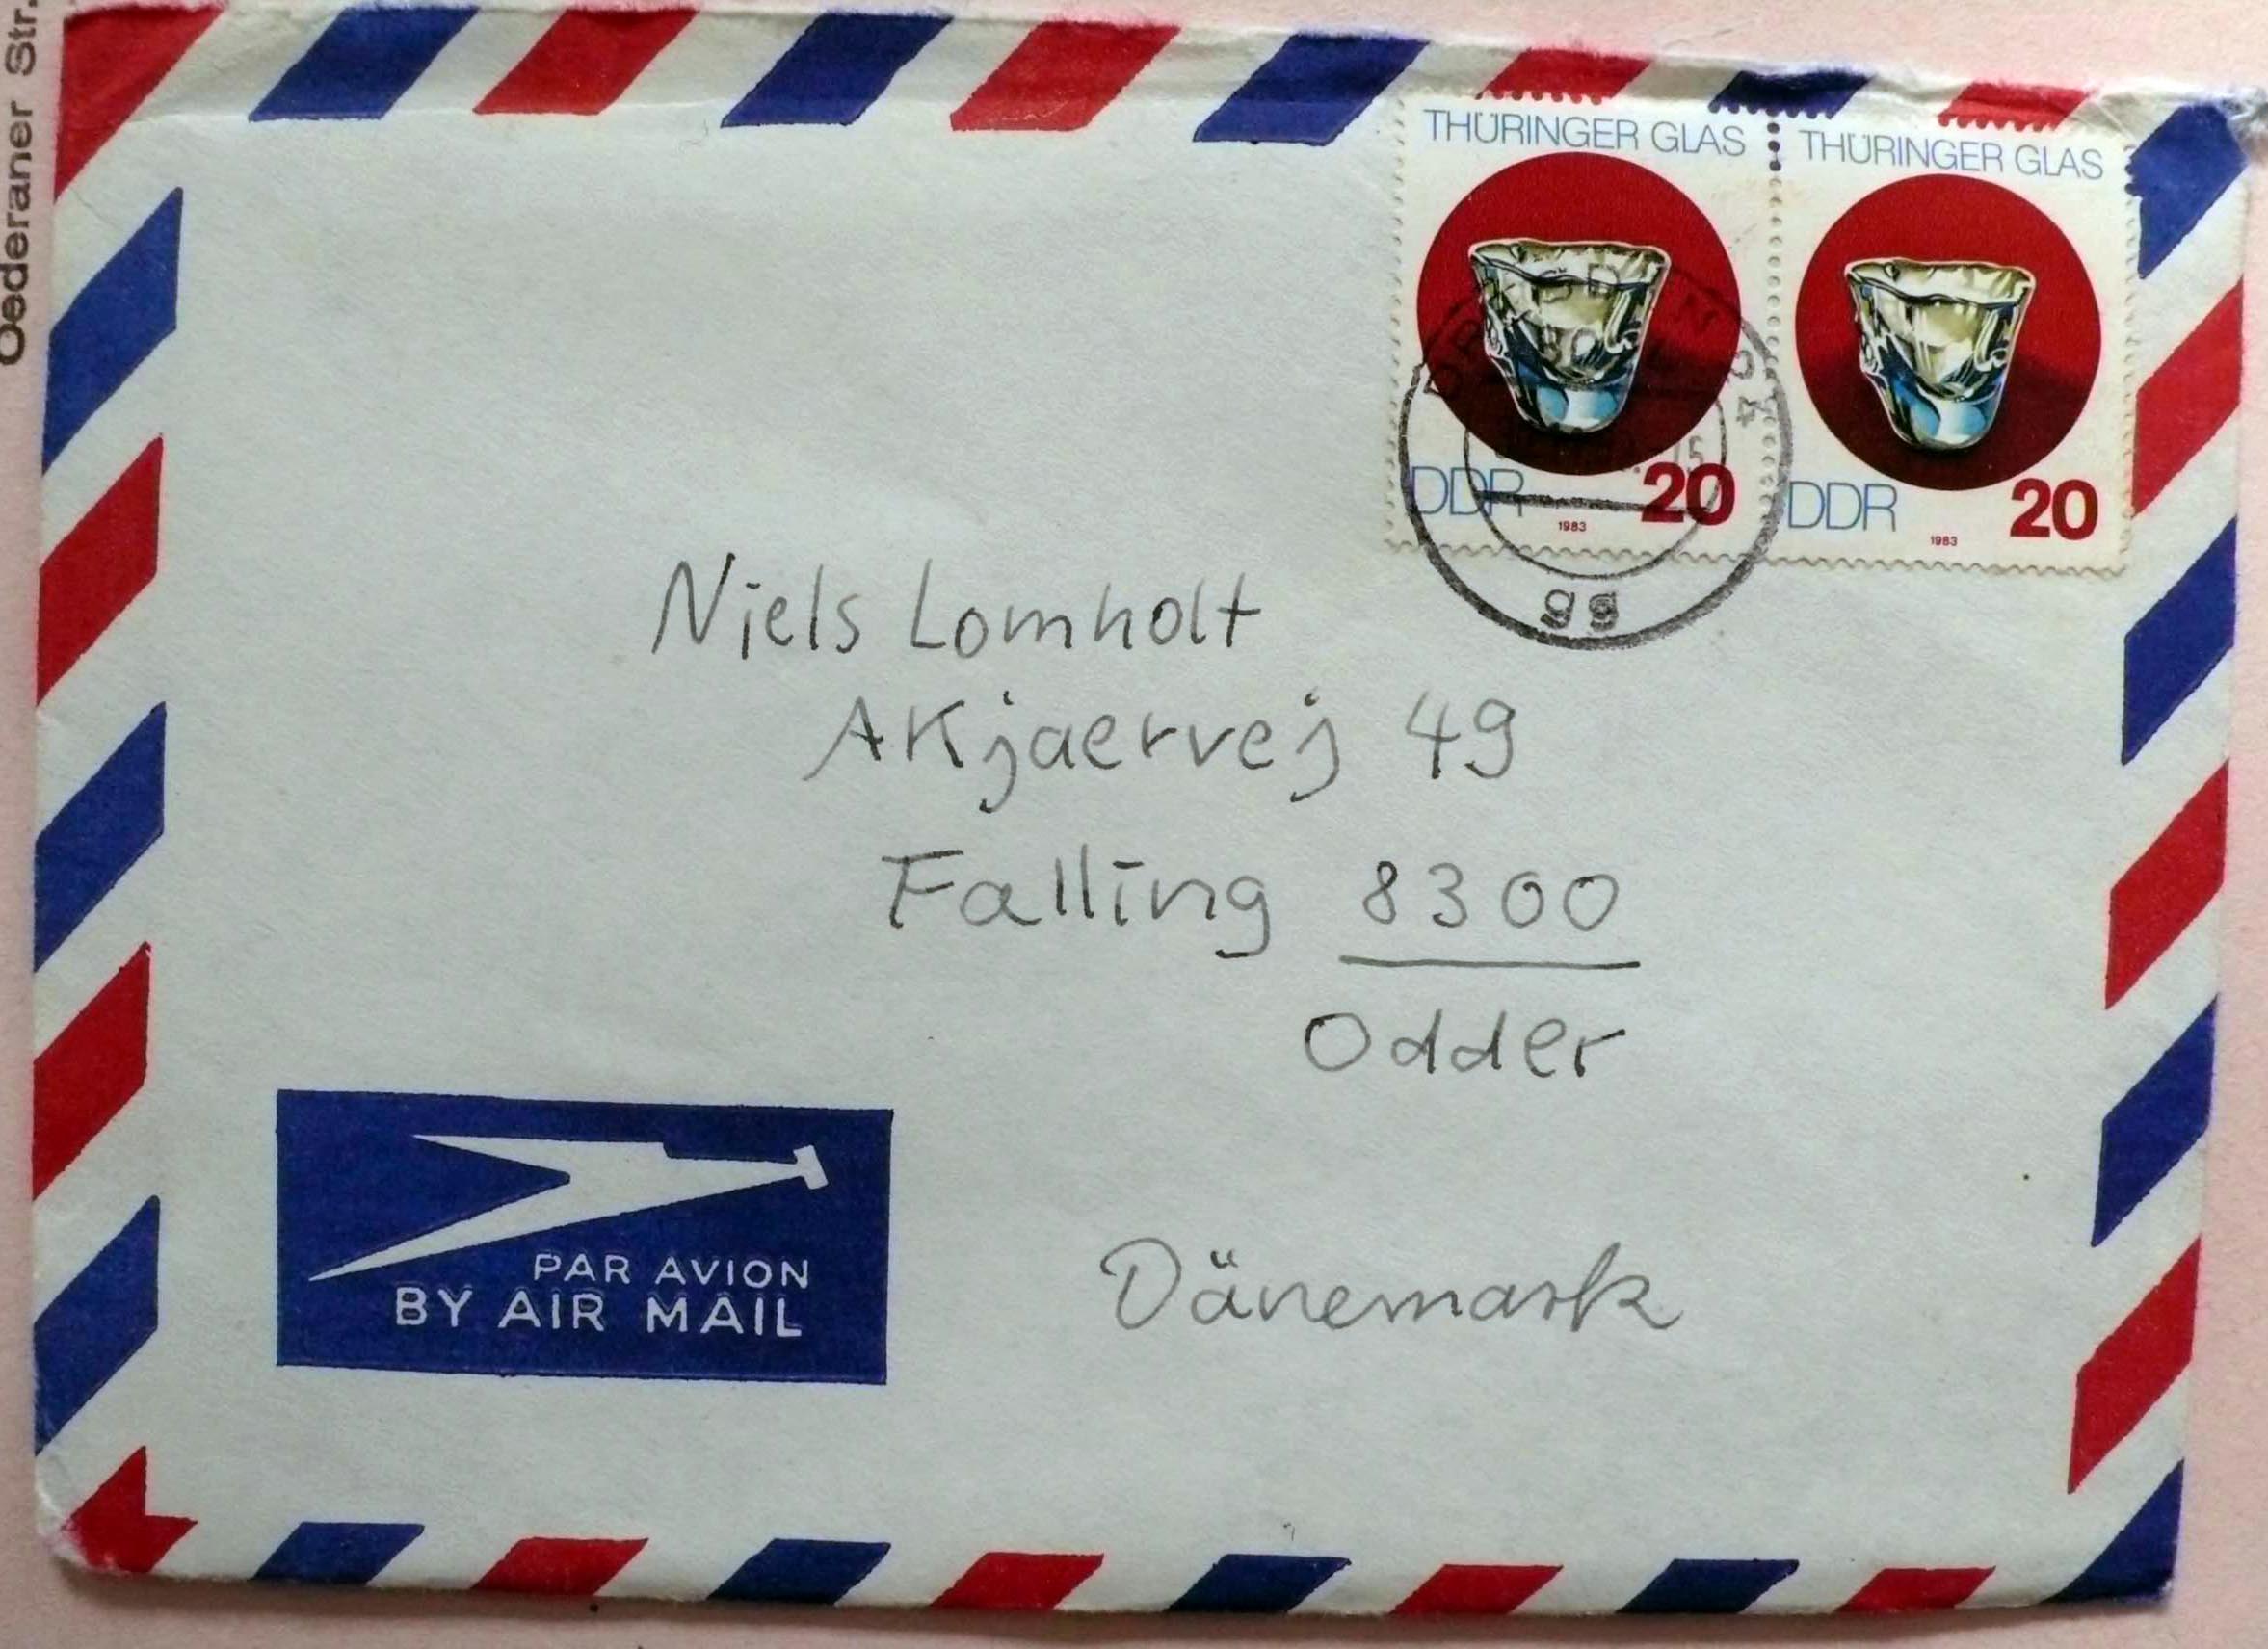 Oederaner Str.
THÜRINGER GLAS
DDR 20
1983
THÜRINGER GLAS
DDR 20
1983
gg
Niels Lomholt
AKjaervej 49
Falling 8300
Odder
Dänemark
PAR AVION
BY AIR MAIL